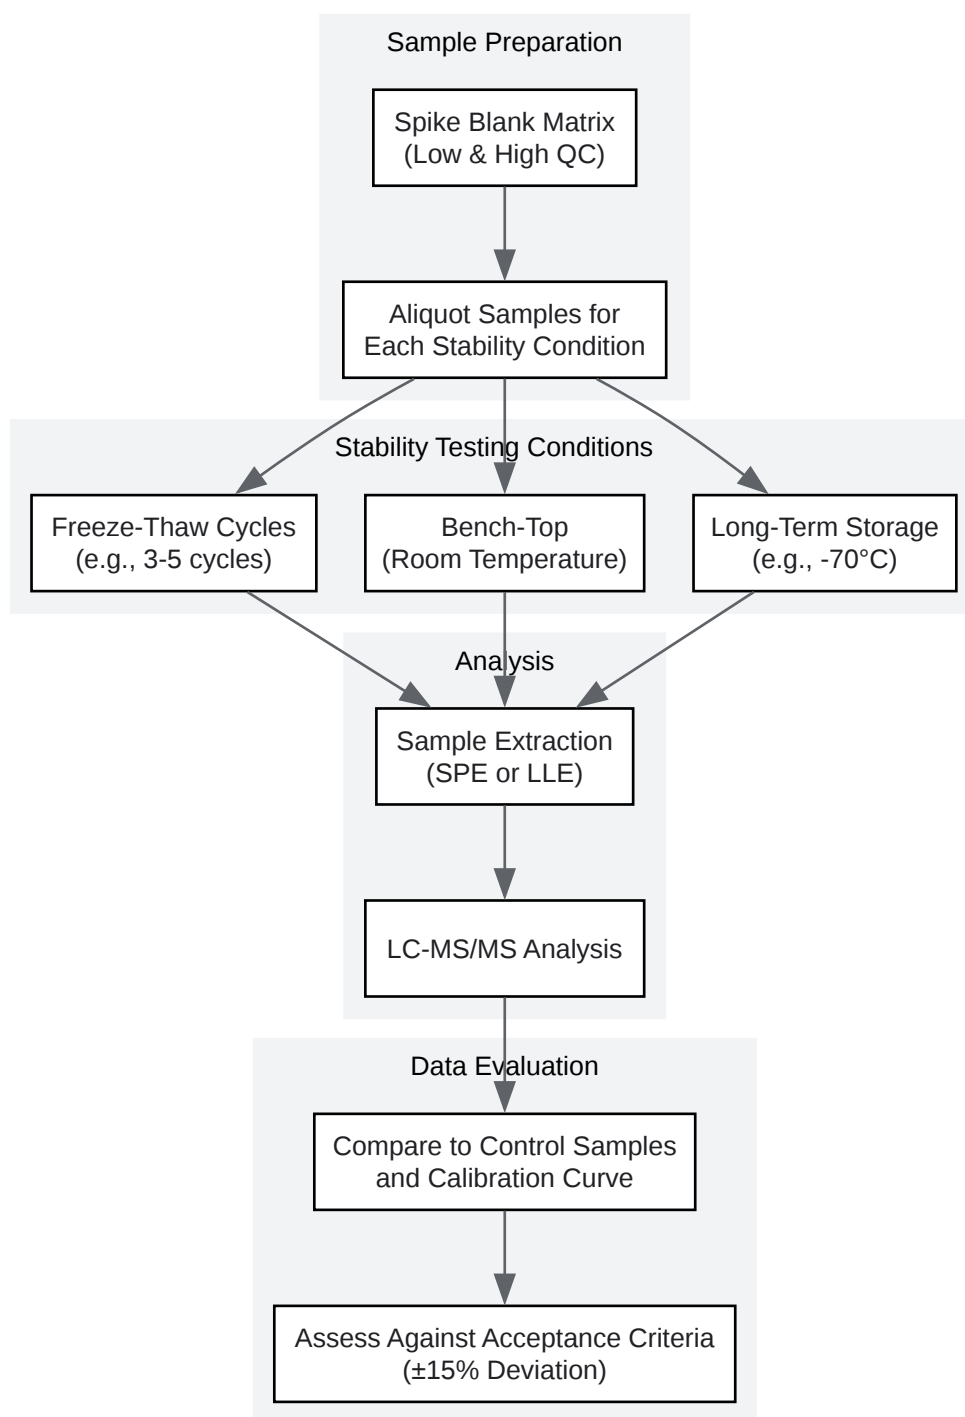 Sample Preparation
Spike Blank Matrix
(Low & High QC)
Aliquot Samples for
Each Stability Condition
Stability Testing Conditions
Freeze-Thaw Cycles
(e.g., 3-5 cycles)
Bench-Top
(Room Temperature)
Long-Term Storage
(e.g., -70°C)
Analysis
Sample Extraction
(SPE or LLE)
LC-MS/MS Analysis
Data Evaluation
Compare to Control Samples
and Calibration Curve
Assess Against Acceptance Criteria
(±15% Deviation)